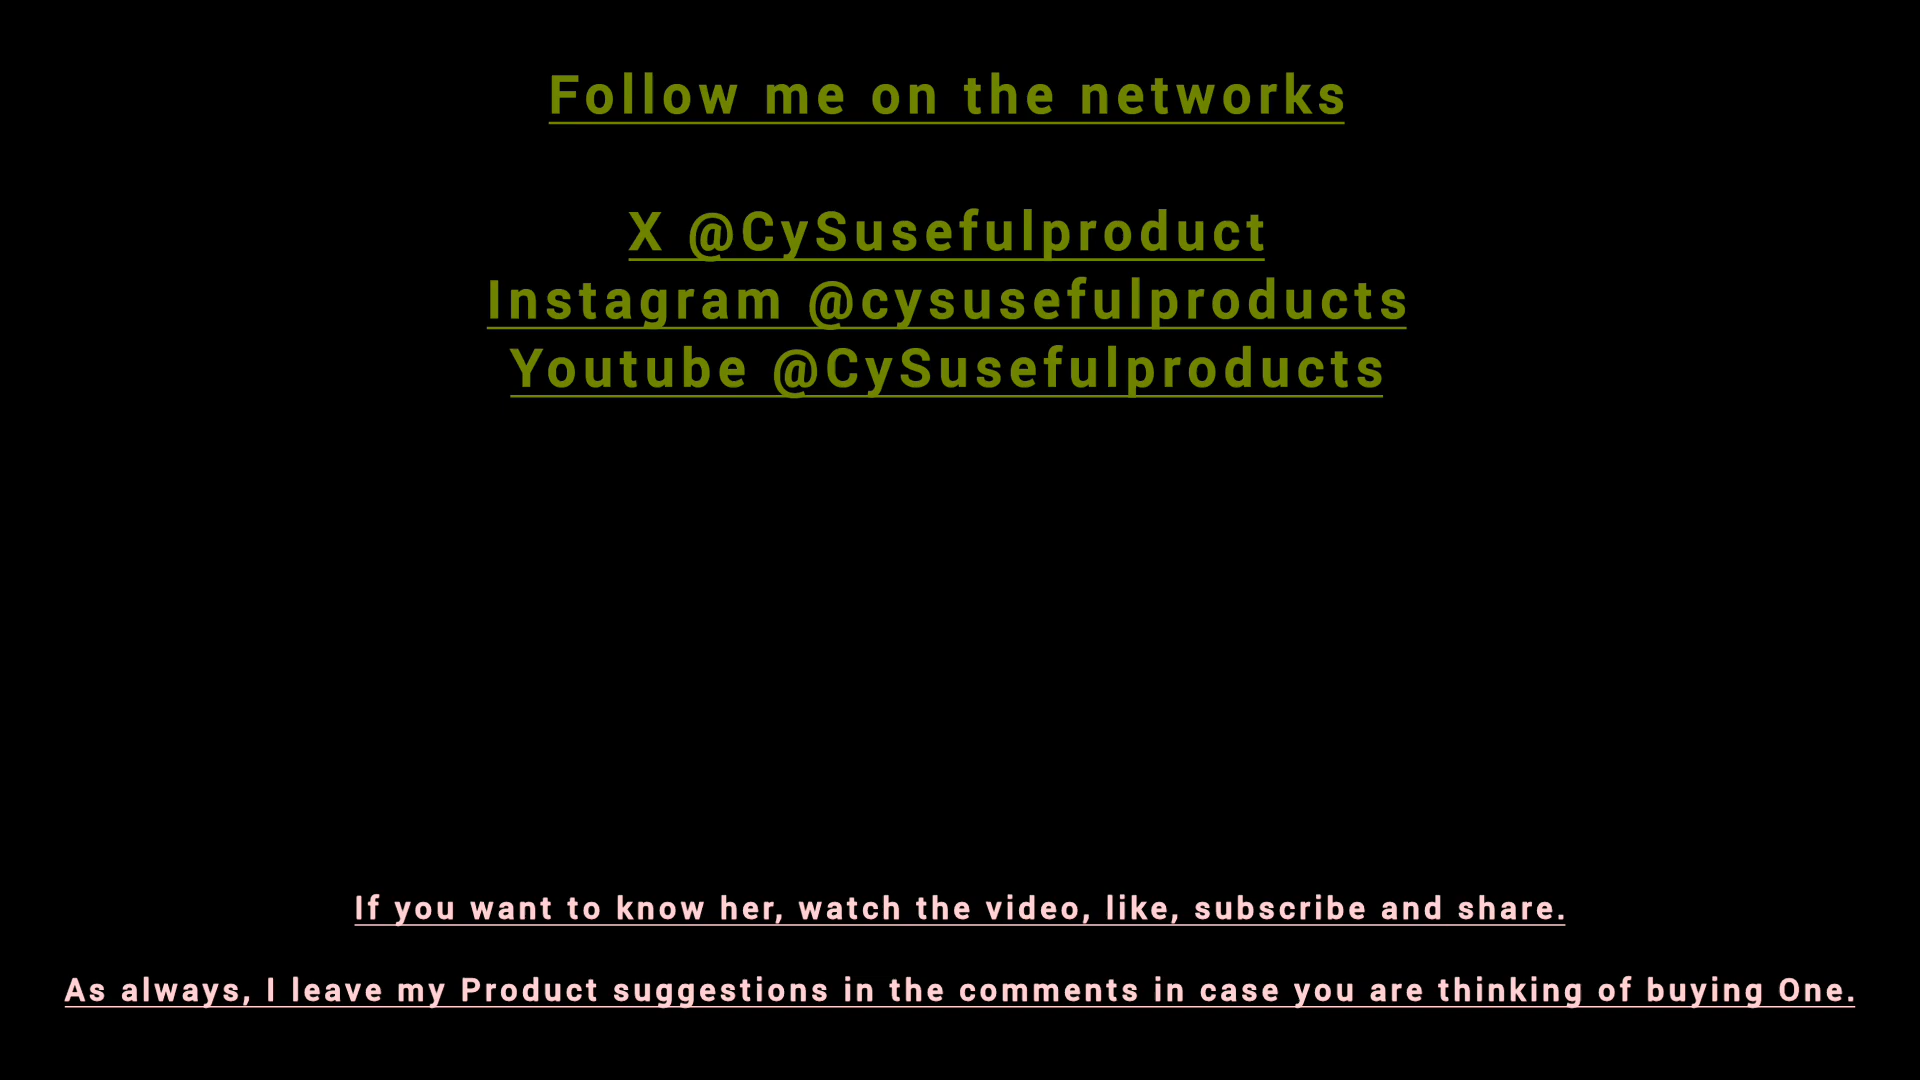 Follow me on the networks
X @CySusefulproduct
Instagram @cysusefulproducts
Youtube @CySusefulproducts
If you want to know her, watch the video, like, subscribe and share.
As always, I leave my Product suggestions in the comments in case you are thinking of buying One.